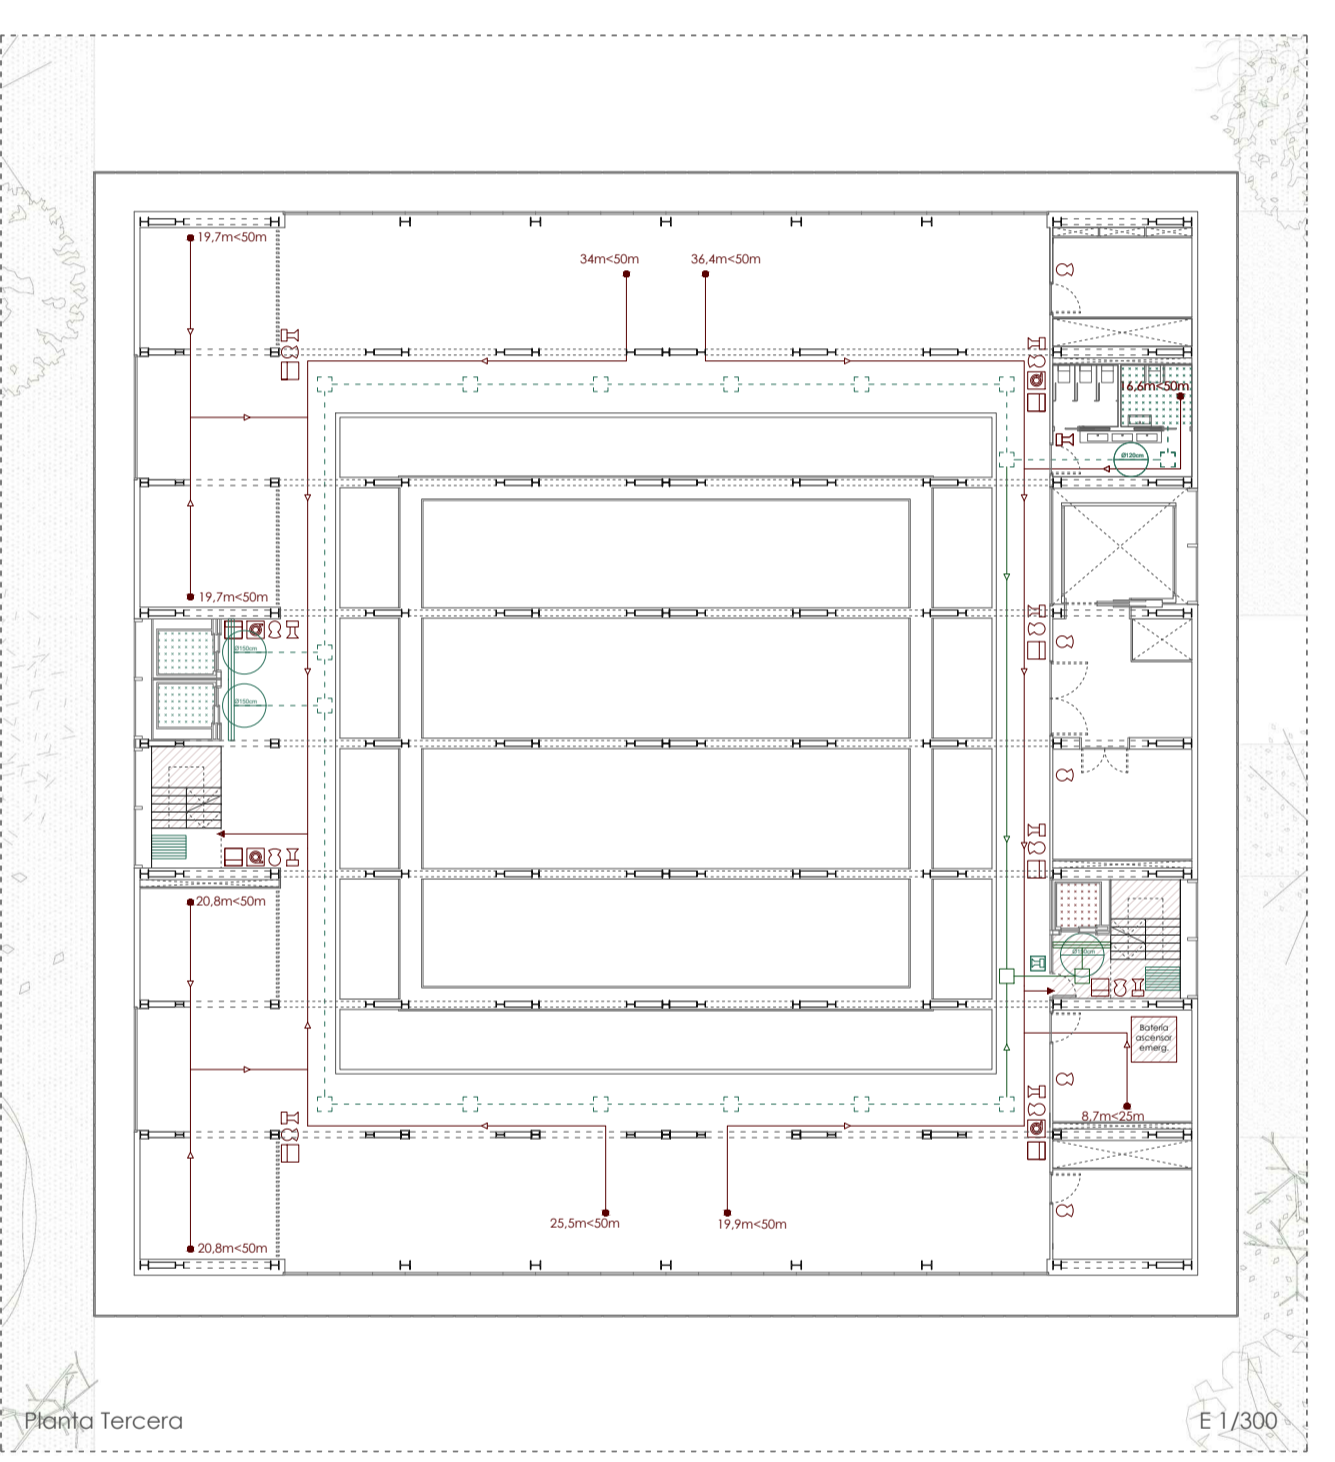 19,7m<50m
34m<50m
36,4m<50m
16,6m<50m
Ø120cm
19,7m<50m
Ø150cm
Ø150cm
20,8m<50m
Ø150cm
Batería
ascensor
emerg.
8,7m<25m
25,5m<50m
19,9m<50m
20,8m<50m
Planta Tercera
E 1/300